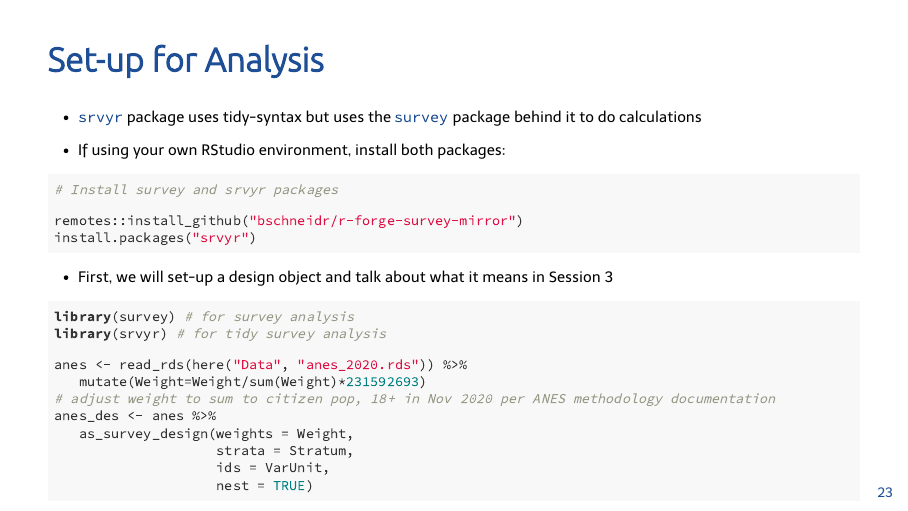 Set-up for Analysis
• srvyr package uses tidy-syntax but uses the survey package behind it to do calculations
• If using your own RStudio environment, install both packages:
# Install survey and srvyr packages
remotes::install_github("bschneidr/r-forge-survey-mirror")
install.packages("srvyr")
• First, we will set-up a design object and talk about what it means in Session 3
library(survey) # for survey analysis
library(srvyr) # for tidy survey analysis
anes <- read_rds(here("Data", "anes_2020.rds")) %>%
   mutate(Weight=Weight/sum(Weight)*231592693)
# adjust weight to sum to citizen pop, 18+ in Nov 2020 per ANES methodology documentation
anes_des <- anes %>%
   as_survey_design(weights = Weight,
                    strata = Stratum,
                    ids = VarUnit,
                    nest = TRUE)
23